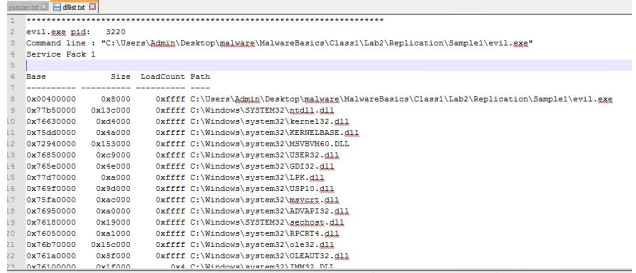 psscan.txt dlllist.txt
1 ************************************************************************
2 evil.exe pid: 3220
3 Command line : "C:\Users\Admin\Desktop\malware\MalwareBasics\Class1\Lab2\Replication\Sample1\evil.exe"
4 Service Pack 1
5
6 Base Size LoadCount Path
7 ---------- ---------- ---------- ----
8 0x00400000 0x8000 0xffff C:\Users\Admin\Desktop\malware\MalwareBasics\Class1\Lab2\Replication\Sample1\evil.exe
9 0x77b50000 0x13c000 0xffff C:\Windows\SYSTEM32\ntdll.dll
10 0x76630000 0xd4000 0xffff C:\Windows\system32\kernel32.dll
11 0x75dd0000 0x4a000 0xffff C:\Windows\system32\KERNELBASE.dll
12 0x72940000 0x153000 0xffff C:\Windows\system32\MSVBVM60.DLL
13 0x76850000 0xc9000 0xffff C:\Windows\system32\USER32.dll
14 0x765e0000 0x4e000 0xffff C:\Windows\system32\GDI32.dll
15 0x77d70000 0xa000 0xffff C:\Windows\system32\LPK.dll
16 0x769f0000 0x9d000 0xffff C:\Windows\system32\USP10.dll
17 0x75fa0000 0xac000 0xffff C:\Windows\system32\msvcrt.dll
18 0x76950000 0xa0000 0xffff C:\Windows\system32\ADVAPI32.dll
19 0x76180000 0x19000 0xffff C:\Windows\SYSTEM32\sechost.dll
20 0x76050000 0xa1000 0xffff C:\Windows\system32\RPCRT4.dll
21 0x76b70000 0x15c000 0xffff C:\Windows\system32\ole32.dll
22 0x761a0000 0x8f000 0xffff C:\Windows\system32\OLEAUT32.dll
23 0x76100000 0x1f000 0x4 C:\Windows\system32\IMM32.DLL